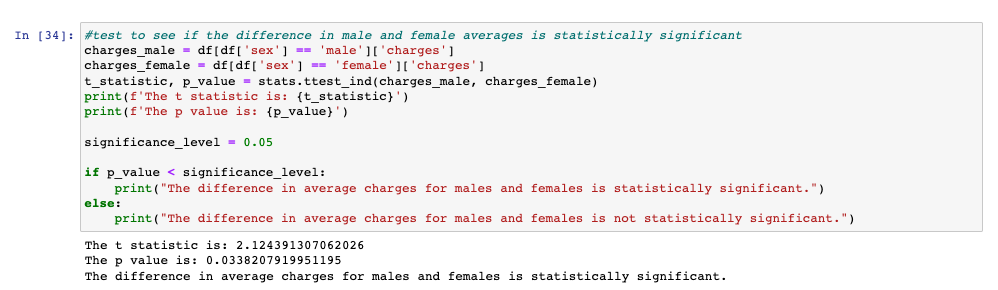 In [34]: #test to see if the difference in male and female averages is statistically significant
charges_male = df[df['sex'] == 'male']['charges']
charges_female = df[df['sex'] == 'female']['charges']
t_statistic, p_value = stats.ttest_ind(charges_male, charges_female)
print(f'The t statistic is: {t_statistic}')
print(f'The p value is: {p_value}')

significance_level = 0.05

if p_value < significance_level:
    print("The difference in average charges for males and females is statistically significant.")
else:
    print("The difference in average charges for males and females is not statistically significant.")

The t statistic is: 2.124391307062026
The p value is: 0.0338207919951195
The difference in average charges for males and females is statistically significant.